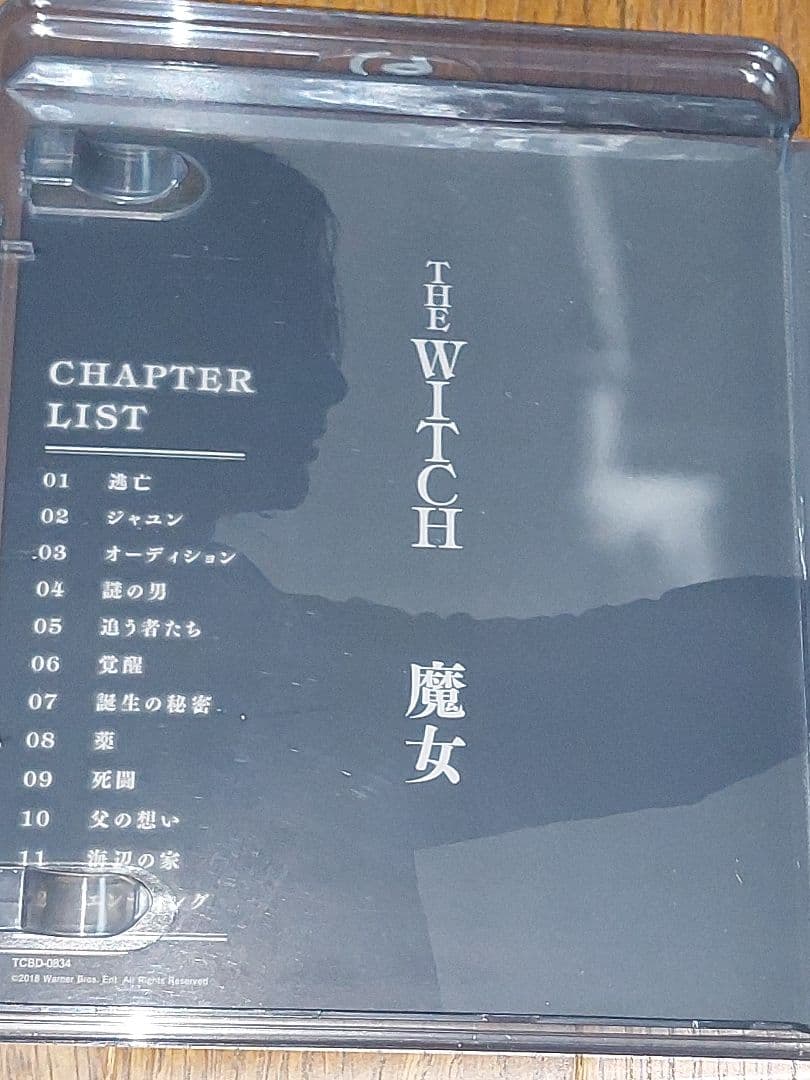 THE WITCH 魔女
CHAPTER
LIST
01 逃亡
02 ジャユン
03 オーディション
04 謎の男
05 追う者たち
06 覚醒
07 誕生の秘密
08 薬
09 死闘
10 父の想い
11 海辺の家
TCBD-0834
©2018 Warner Bros. Ent. All Rights Reserved